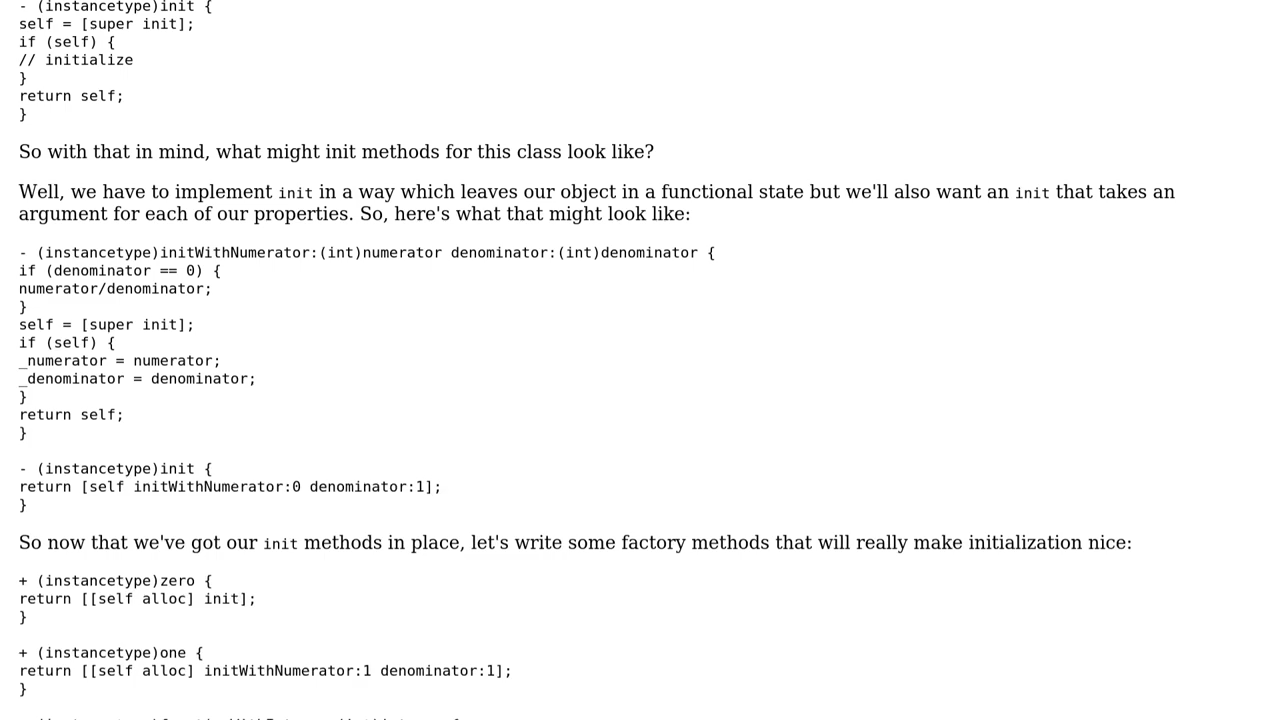 - (instancetype)init {
self = [super init];
if (self) {
// initialize
}
return self;
}
So with that in mind, what might init methods for this class look like?
Well, we have to implement init in a way which leaves our object in a functional state but we'll also want an init that takes an
argument for each of our properties. So, here's what that might look like:
- (instancetype)initWithNumerator:(int)numerator denominator:(int)denominator {
if (denominator == 0) {
numerator/denominator;
}
self = [super init];
if (self) {
_numerator = numerator;
_denominator = denominator;
}
return self;
}
- (instancetype)init {
return [self initWithNumerator:0 denominator:1];
}
So now that we've got our init methods in place, let's write some factory methods that will really make initialization nice:
+ (instancetype)zero {
return [[self alloc] init];
}
+ (instancetype)one {
return [[self alloc] initWithNumerator:1 denominator:1];
}